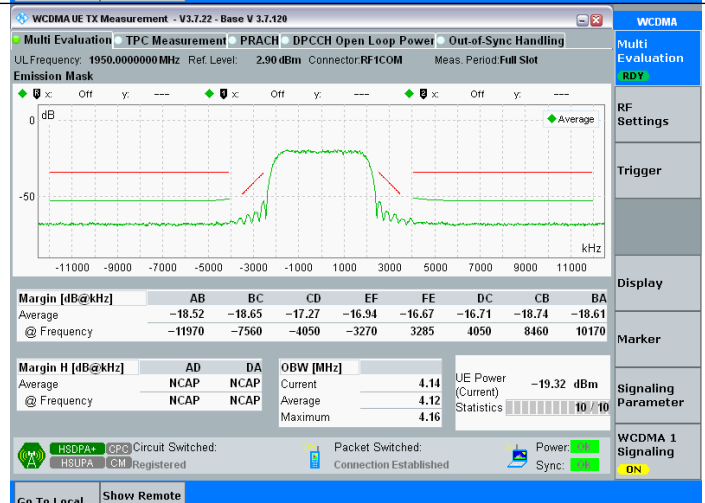 WCDMA UE TX Measurement - V3.7.22 - Base V 3.7.120
WCDMA
Multi Evaluation TPC Measurement PRACH DPCCH Open Loop Power Out-of-Sync Handling
UL Frequency: 1950.0000000 MHz Ref. Level: 2.90 dBm Connector:RF1COM Meas. Period:Full Slot
Emission Mask
x: Off y: --- x: Off y: --- x: Off y: ---
dB
Average
0
-50
kHz
-11000 -9000 -7000 -5000 -3000 -1000 1000 3000 5000 7000 9000 11000
Margin [dB@kHz] AB BC CD EF FE DC CB BA
Average -18.52 -18.65 -17.27 -16.94 -16.67 -16.71 -18.74 -18.61
@ Frequency -11970 -7560 -4050 -3270 3285 4050 8460 10170
Margin H [dB@kHz] AD DA
Average NCAP NCAP
@ Frequency NCAP NCAP
OBW [MHz]
Current 4.14
Average 4.12
Maximum 4.16
UE Power
(Current) -19.32 dBm
Statistics 10 / 10
HSDPA+ CPC Circuit Switched: Packet Switched: Power: OK
HSUPA CM Registered Connection Established Sync: OK
Multi
Evaluation
RDY
RF
Settings
Trigger
Display
Marker
Signaling
Parameter
WCDMA 1
Signaling
ON
Go To Local
Show Remote